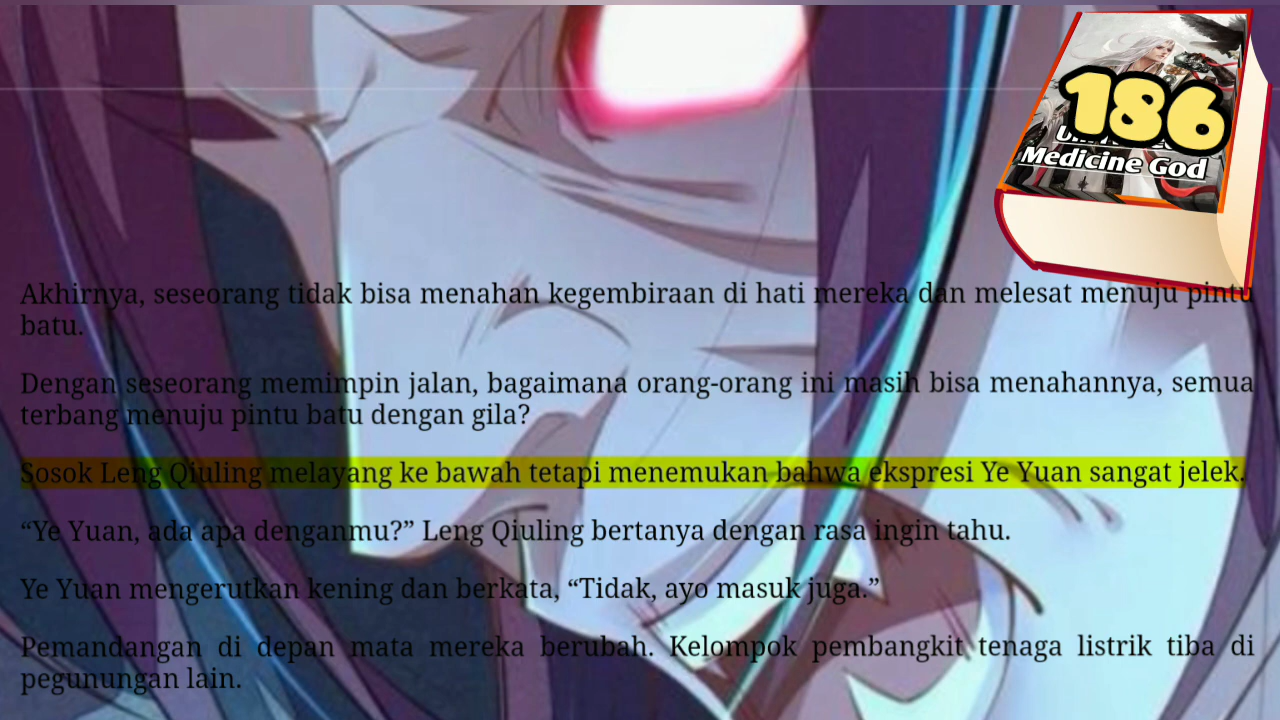 186
Medicine God
Akhirnya, seseorang tidak bisa menahan kegembiraan di hati mereka dan melesat menuju pintu
batu.
Dengan seseorang memimpin jalan, bagaimana orang-orang ini masih bisa menahannya, semua
terbang menuju pintu batu dengan gila?
Sosok Leng Qiuling melayang ke bawah tetapi menemukan bahwa ekspresi Ye Yuan sangat jelek.
“Ye Yuan, ada apa denganmu?” Leng Qiuling bertanya dengan rasa ingin tahu.
Ye Yuan mengerutkan kening dan berkata, “Tidak, ayo masuk juga.”
Pemandangan di depan mata mereka berubah. Kelompok pembangkit tenaga listrik tiba di
pegunungan lain.